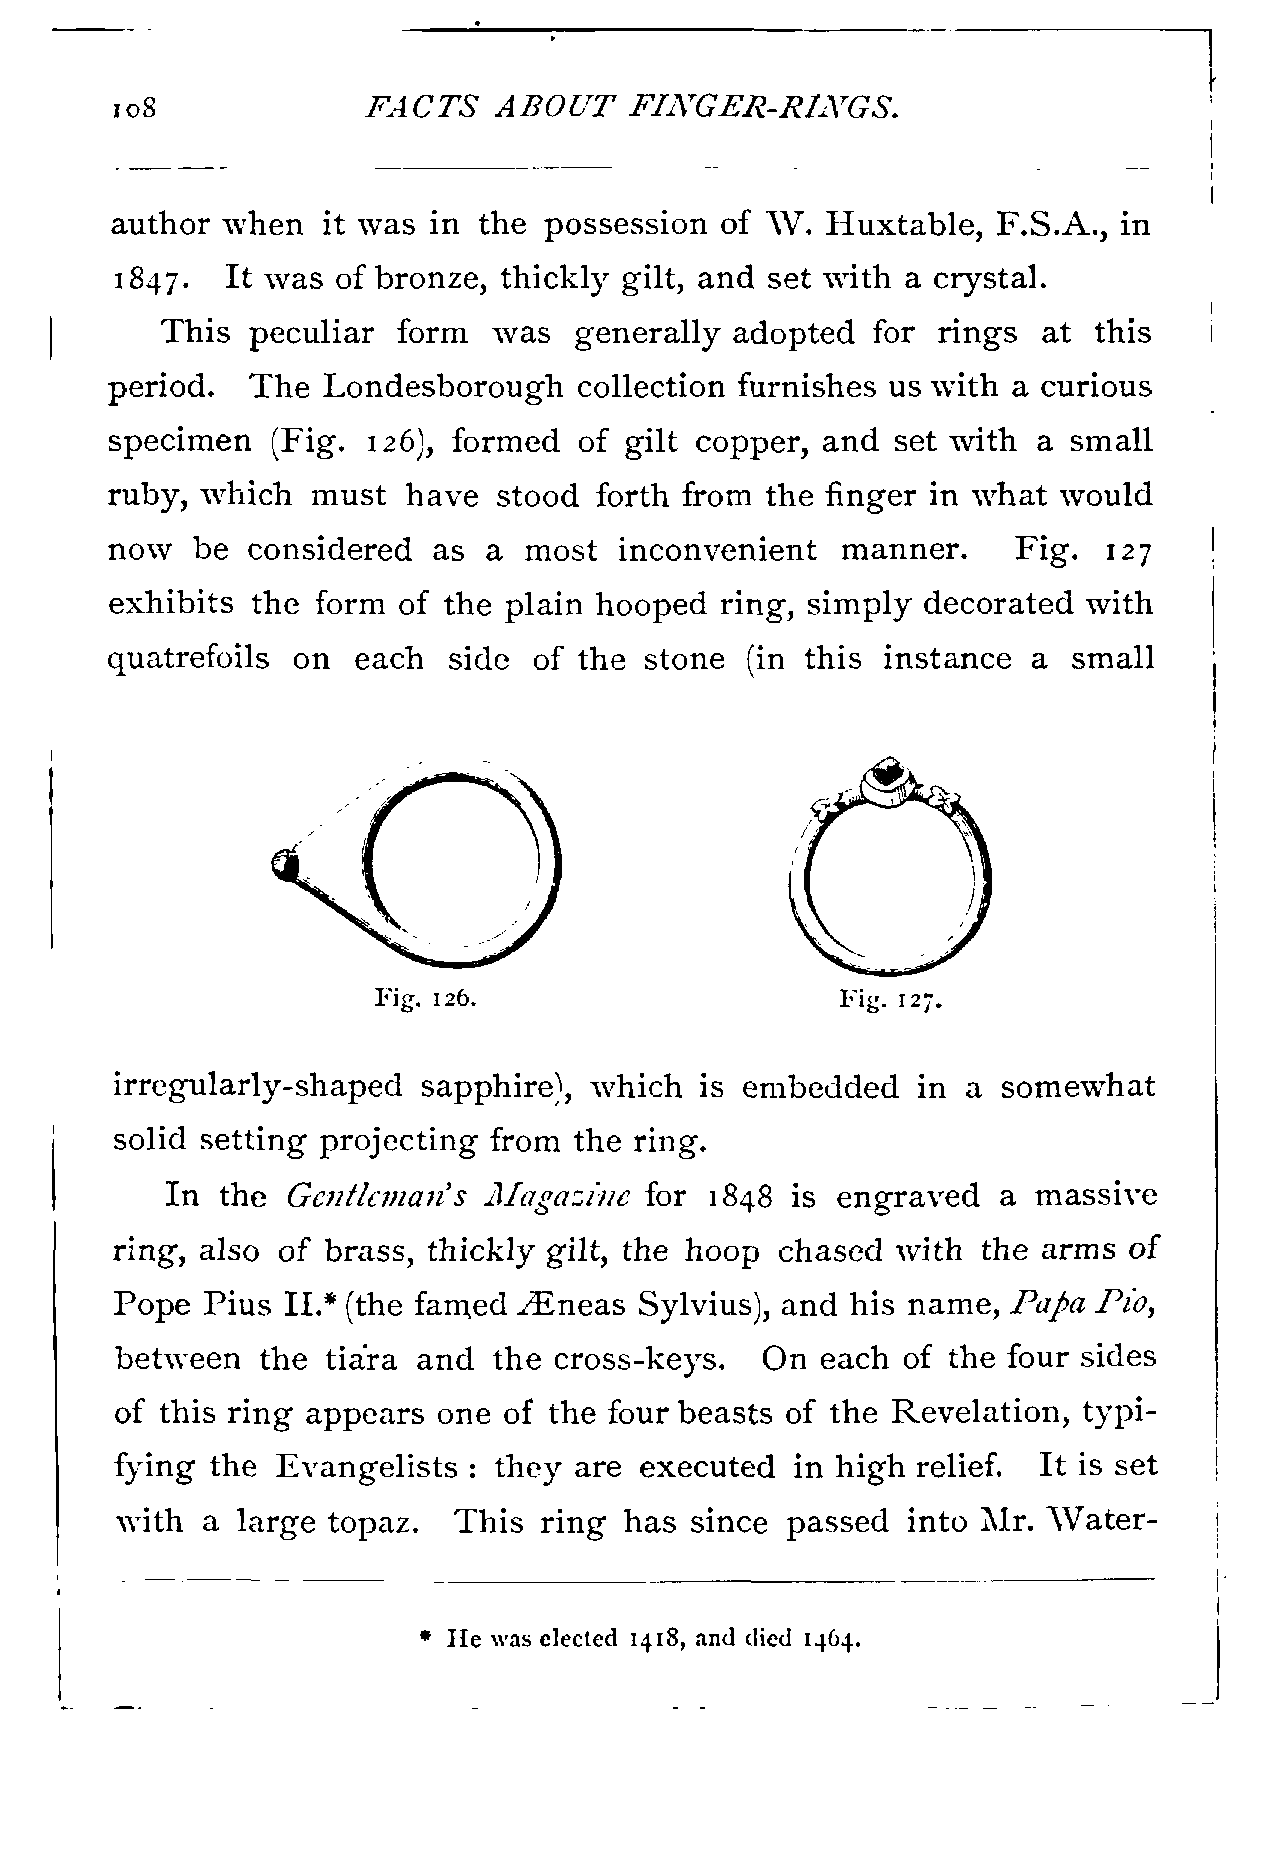 108 FACTS ABOUT FINGER-RINGS.
author when it was in the possession of W. Huxtable, F.S.A., in
1847. It was of bronze, thickly gilt, and set with a crystal.
This peculiar form was generally adopted for rings at this
period. The Londesborough collection furnishes us with a curious
specimen (Fig. 126), formed of gilt copper, and set with a small
ruby, which must have stood forth from the finger in what would
now be considered as a most inconvenient manner. Fig. 127
exhibits the form of the plain hooped ring, simply decorated with
quatrefoils on each side of the stone (in this instance a small
Fig. 126. Fig. 127.
irregularly-shaped sapphire), which is embedded in a somewhat
solid setting projecting from the ring.
In the Gentleman's Magazine for 1848 is engraved a massive
ring, also of brass, thickly gilt, the hoop chased with the arms of
Pope Pius II.* (the famed Æneas Sylvius), and his name, Papa Pio,
between the tiara and the cross-keys. On each of the four sides
of this ring appears one of the four beasts of the Revelation, typi-
fying the Evangelists : they are executed in high relief. It is set
with a large topaz. This ring has since passed into Mr. Water-
* He was elected 1418, and died 1464.